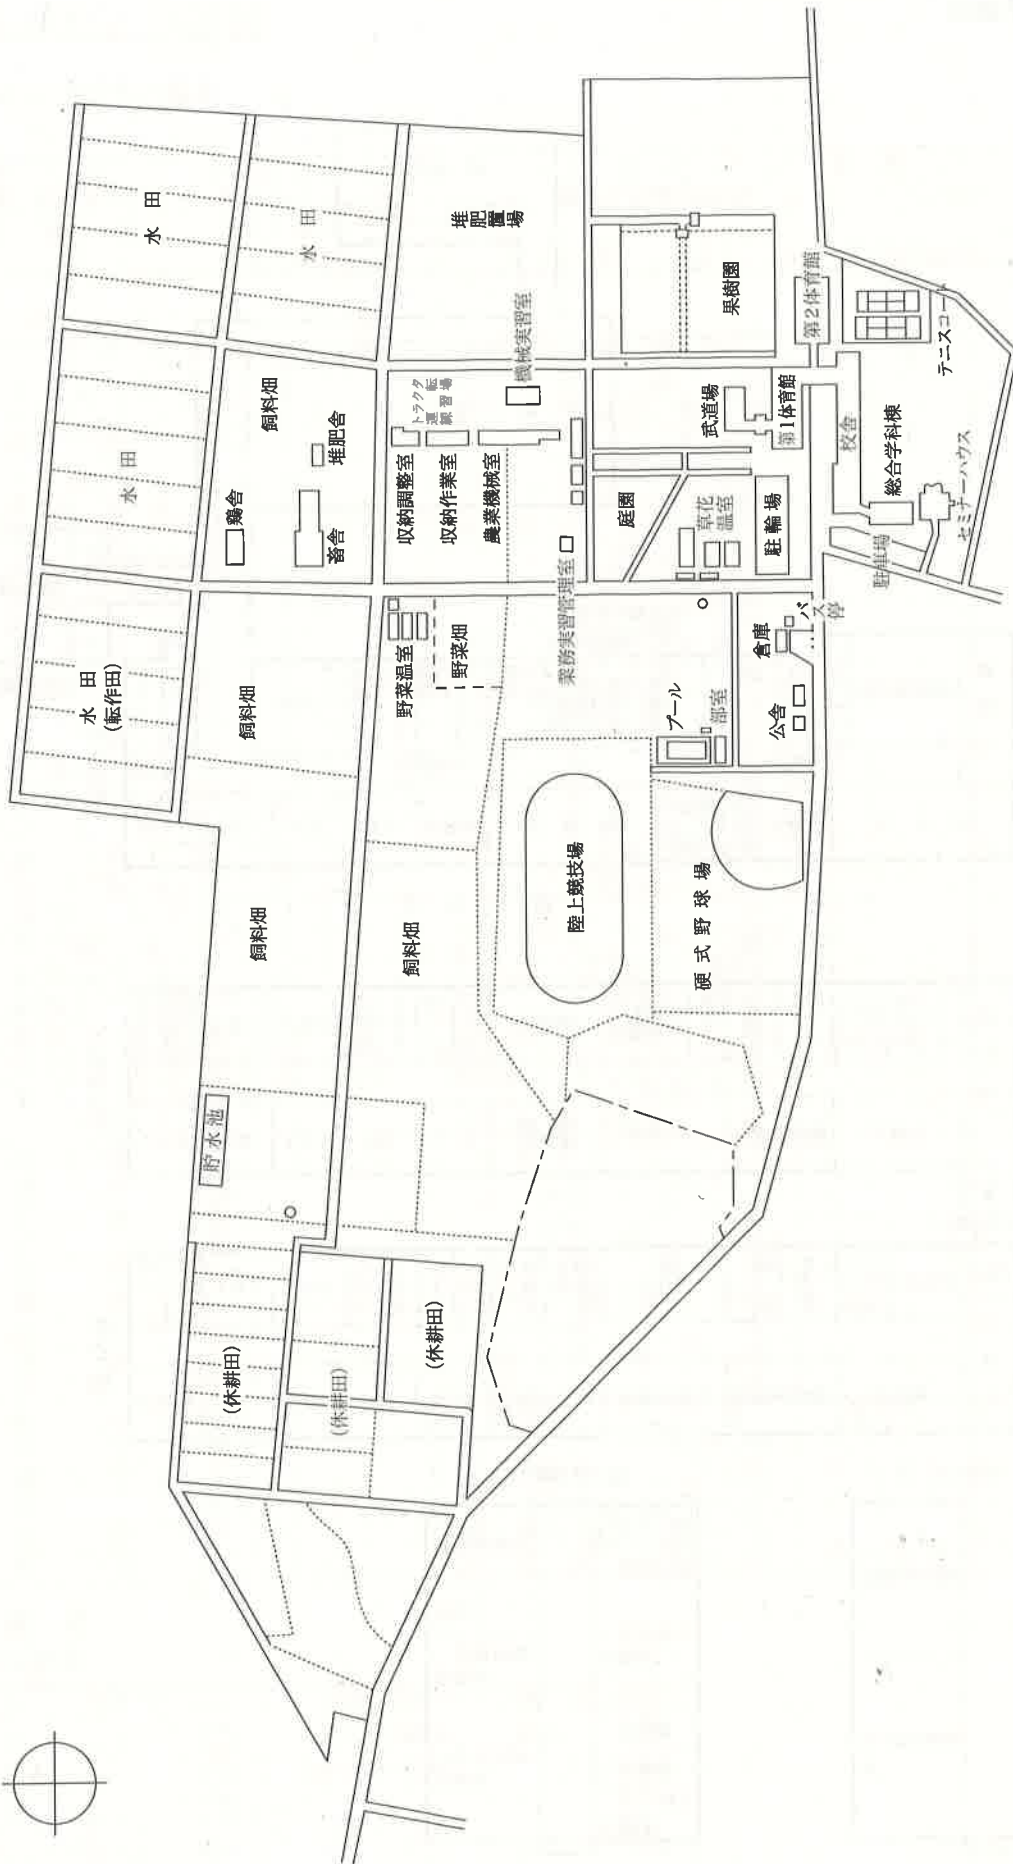 水田
水田
水田
水田
(転作田)
飼料畑
鶏舎
畜舎
堆肥舎
飼料畑
飼料畑
貯水池
(休耕田)
(休耕田)
(休耕田)
堆肥置場
機械実習室
トラクタ
運転
練習場
収納調整室
収納作業室
農業機械室
業務実習管理室
野菜温室
野菜畑
飼料畑
陸上競技場
硬式野球場
プール
部室
果樹園
武道場
庭園
草花
温室
駐輪場
第1体育館
第2体育館
校舎
総合学科棟
セミナーハウス
テニスコート
駐車場
バス停
倉庫
公舎